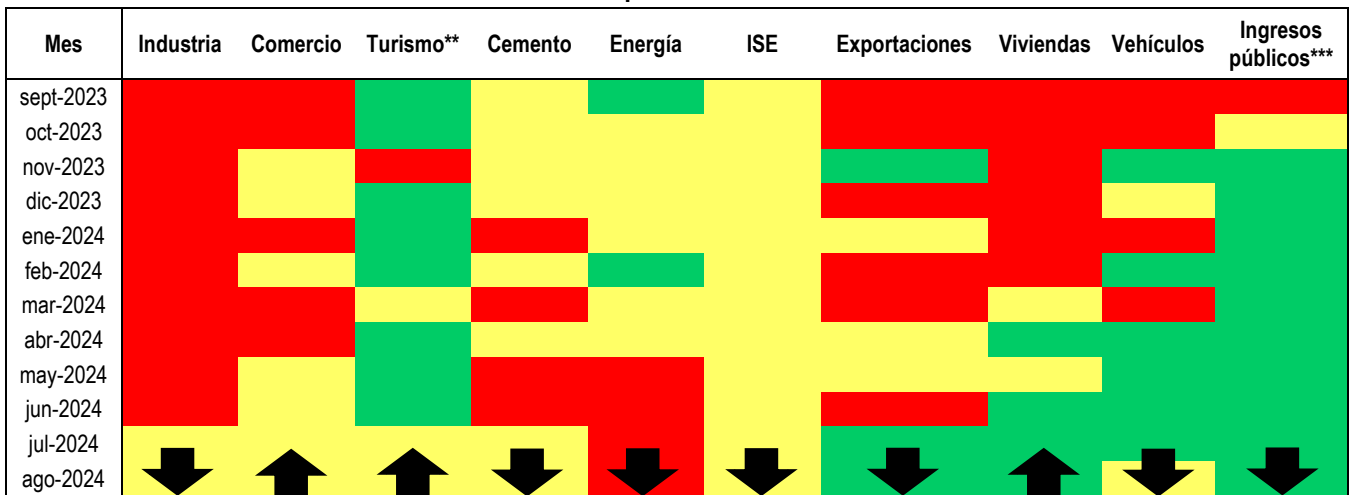 Mes Industria Comercio Turismo** Cemento Energía ISE Exportaciones Viviendas Vehículos Ingresos públicos***
sept-2023
oct-2023
nov-2023
dic-2023
ene-2024
feb-2024
mar-2024
abr-2024
may-2024
jun-2024
jul-2024
ago-2024